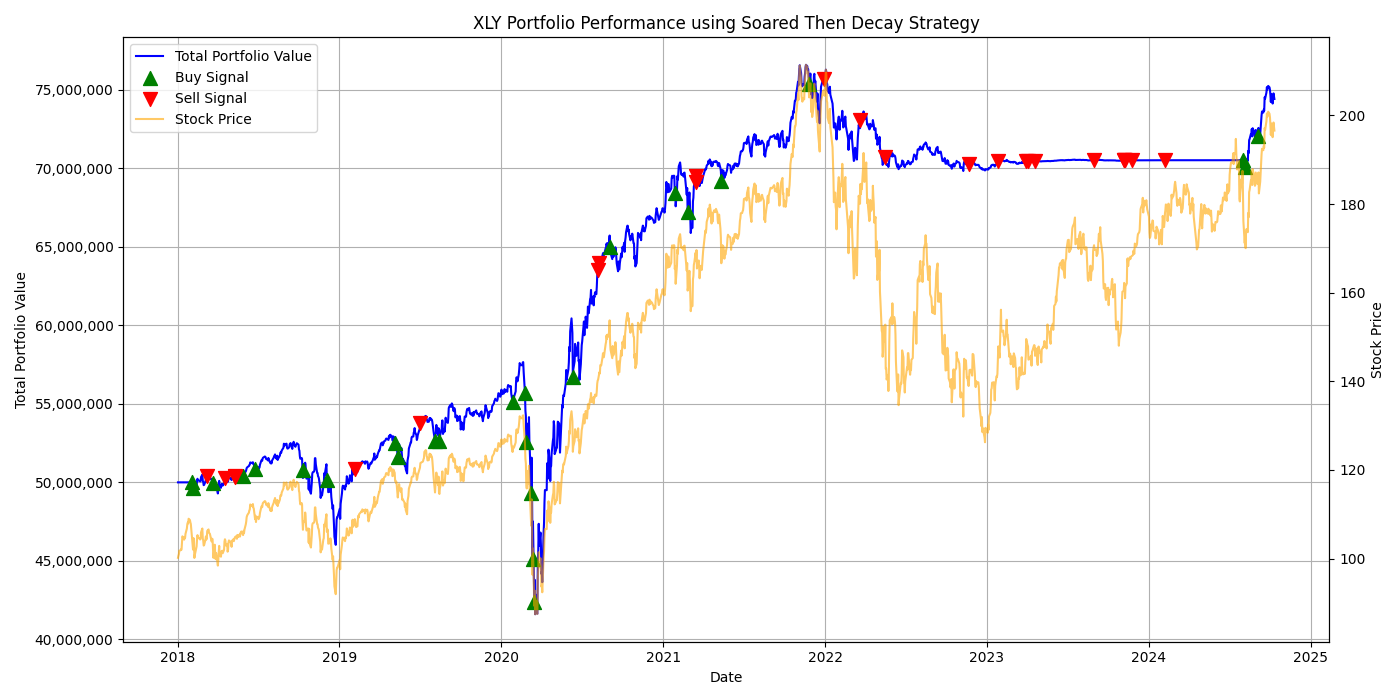 XLY Portfolio Performance using Soared Then Decay Strategy
Total Portfolio Value
Buy Signal
Sell Signal
Stock Price
75,000,000
70,000,000
65,000,000
60,000,000
55,000,000
50,000,000
45,000,000
40,000,000
Total Portfolio Value
200
180
160
140
120
100
Stock Price
2018
2019
2020
2021
2022
2023
2024
2025
Date